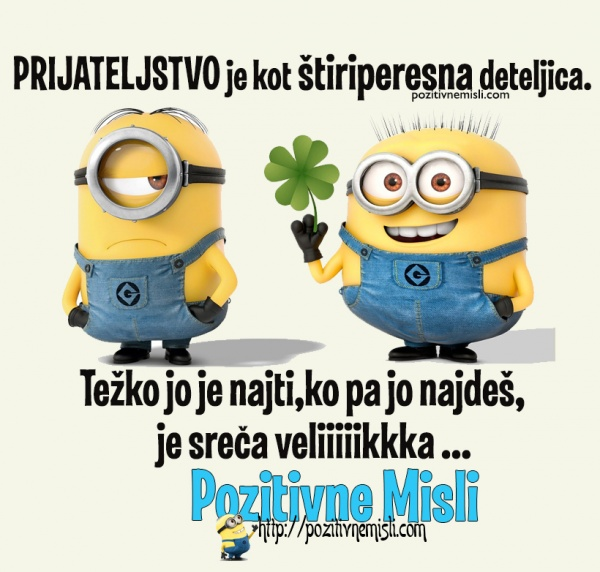 PRIJATELJSTVO je kot štiriperesna deteljica.
pozitivnemisli.com
Težko jo je najti,ko pa jo najdeš,
je sreča veliiiiikkka ...
Pozitivne Misli
http://pozitivnemisli.com